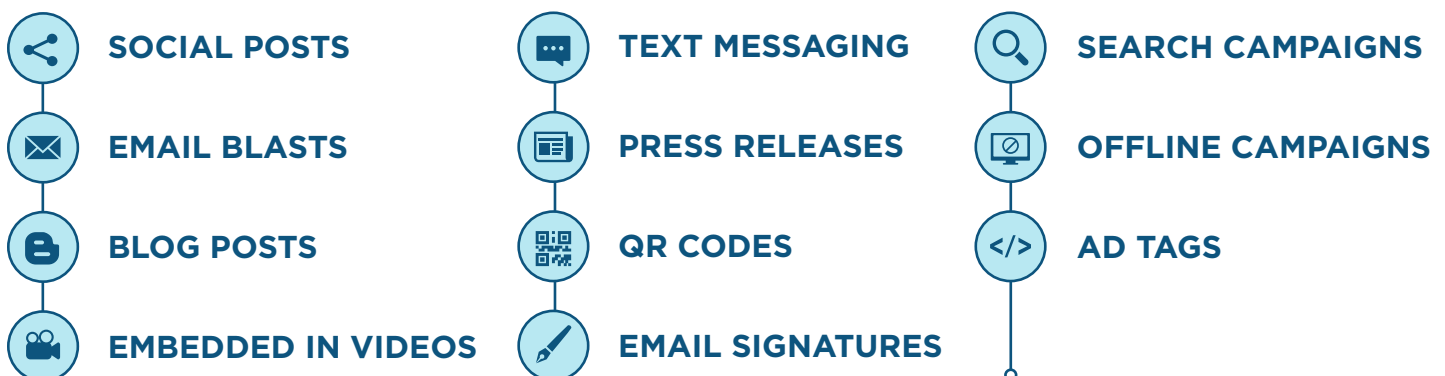 SOCIAL POSTS
EMAIL BLASTS
BLOG POSTS
EMBEDDED IN VIDEOS
TEXT MESSAGING
PRESS RELEASES
QR CODES
EMAIL SIGNATURES
SEARCH CAMPAIGNS
OFFLINE CAMPAIGNS
</> AD TAGS